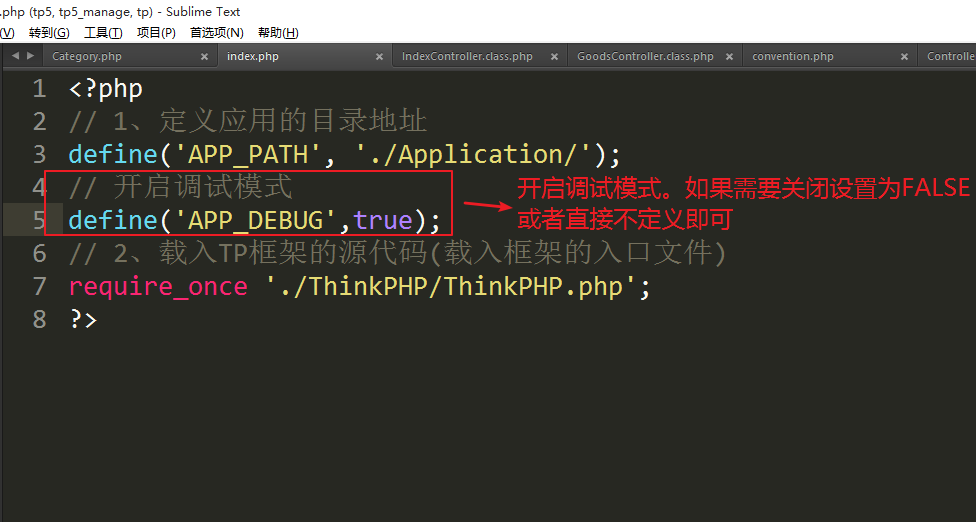 .php (tp5, tp5_manage, tp) - Sublime Text
(V) 转到(G) 工具(T) 项目(P) 首选项(N) 帮助(H)
Category.php × index.php × IndexController.class.php × GoodsController.class.php × convention.php × Controlle
1 <?php
2 // 1、定义应用的目录地址
3 define('APP_PATH', './Application/');
4 // 开启调试模式
5 define('APP_DEBUG',true);
开启调试模式。如果需要关闭设置为FALSE
或者直接不定义即可
6 // 2、载入TP框架的源代码(载入框架的入口文件)
7 require_once './ThinkPHP/ThinkPHP.php';
8 ?>